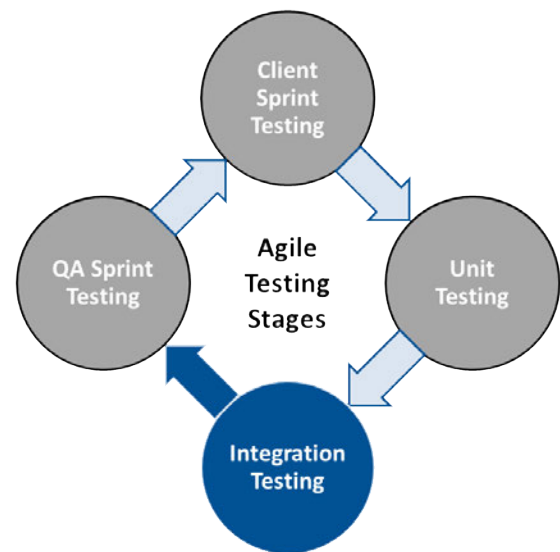 Client
Sprint
Testing
QA Sprint
Testing
Agile
Testing
Stages
Unit
Testing
Integration
Testing